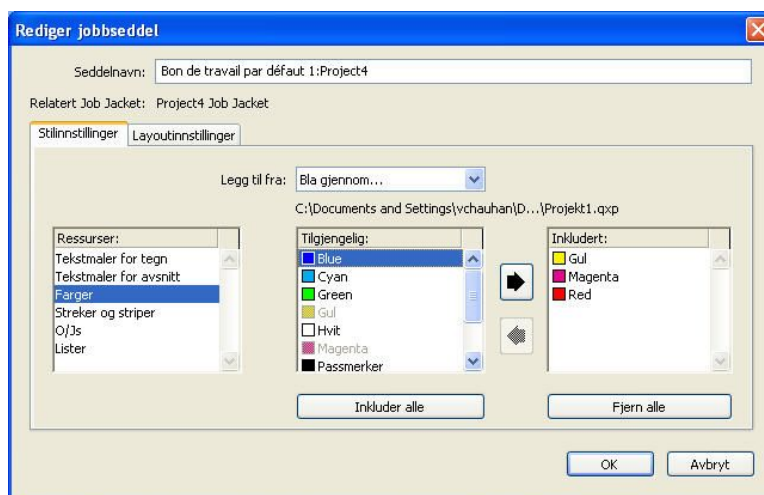 Rediger jobbseddel
Seddelnavn: Bon de travail par défaut 1:Project4
Relatert Job Jacket: Project4 Job Jacket
Stilinnstillinger Layoutinnstillinger
Legg til fra: Bla gjennom...
C:\Documents and Settings\vchauhan\D...\Projekt1.qxp
Ressurser:
Tekstmaler for tegn
Tekstmaler for avsnitt
Farger
Streker og striper
O/Js
Lister
Tilgjengelig:
Blue
Cyan
Green
Gul
Hvit
Magenta
Passmerker
Inkludert:
Gul
Magenta
Red
Inkluder alle
Fjern alle
OK
Avbryt